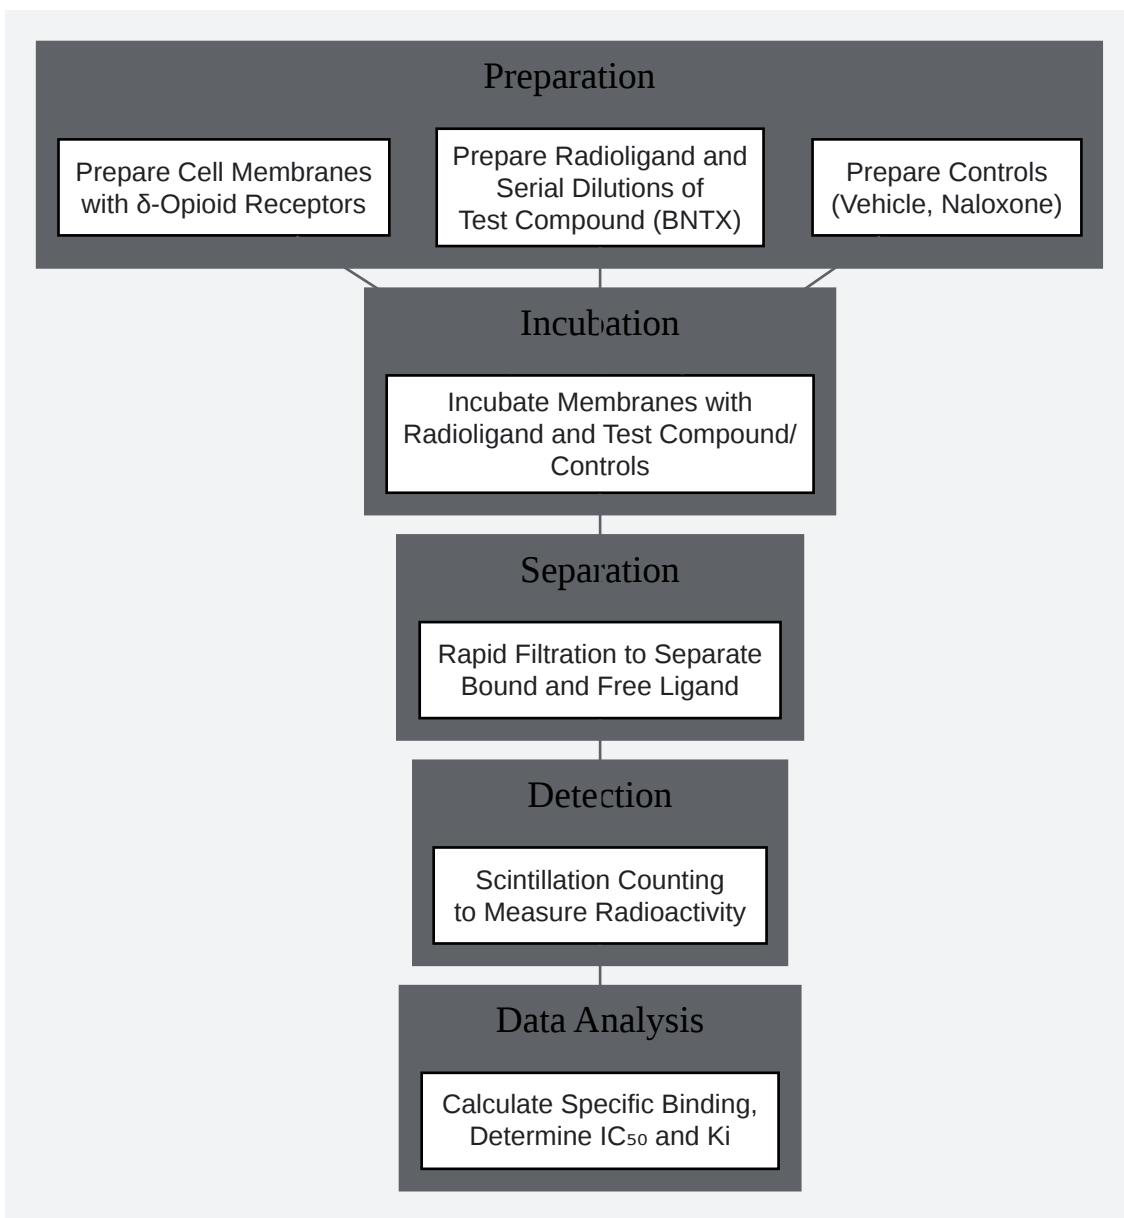 Preparation
Prepare Cell Membranes
with δ-Opioid Receptors
Prepare Radioligand and
Serial Dilutions of
Test Compound (BNTX)
Prepare Controls
(Vehicle, Naloxone)
Incubation
Incubate Membranes with
Radioligand and Test Compound/
Controls
Separation
Rapid Filtration to Separate
Bound and Free Ligand
Detection
Scintillation Counting
to Measure Radioactivity
Data Analysis
Calculate Specific Binding,
Determine IC₅₀ and Ki